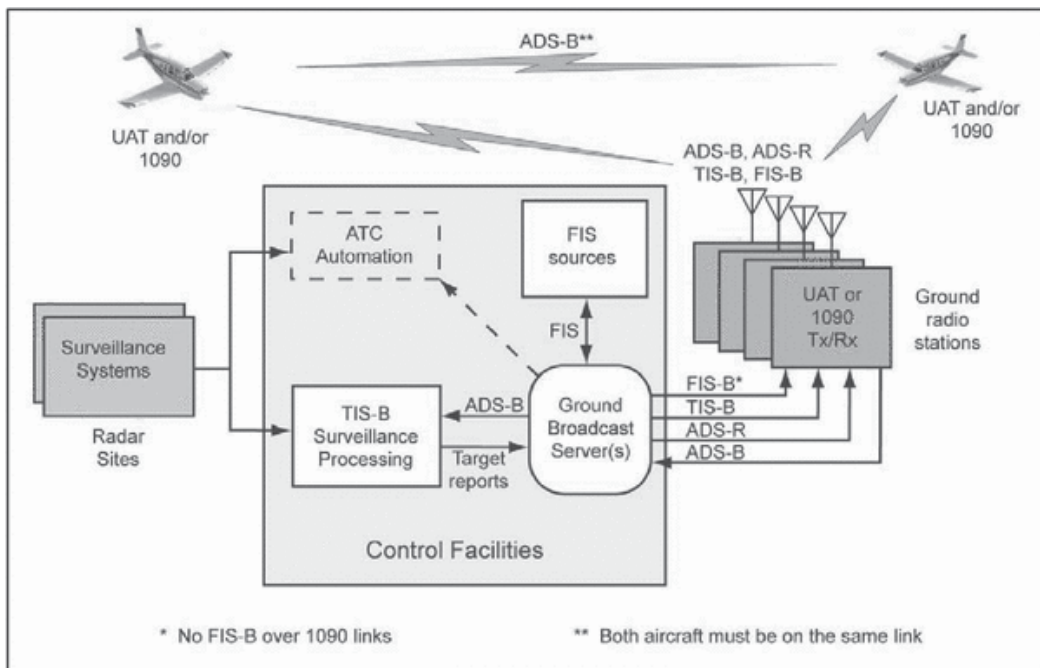 ADS-B**
UAT and/or
1090
UAT and/or
1090
ADS-B, ADS-R
TIS-B, FIS-B
ATC
Automation
FIS
sources
UAT or
1090
Tx/Rx
Ground
radio
stations
Surveillance
Systems
Radar
Sites
FIS
TIS-B
Surveillance
Processing
ADS-B
Target
reports
Ground
Broadcast
Server(s)
FIS-B*
TIS-B
ADS-R
ADS-B
Control Facilities
* No FIS-B over 1090 links
** Both aircraft must be on the same link